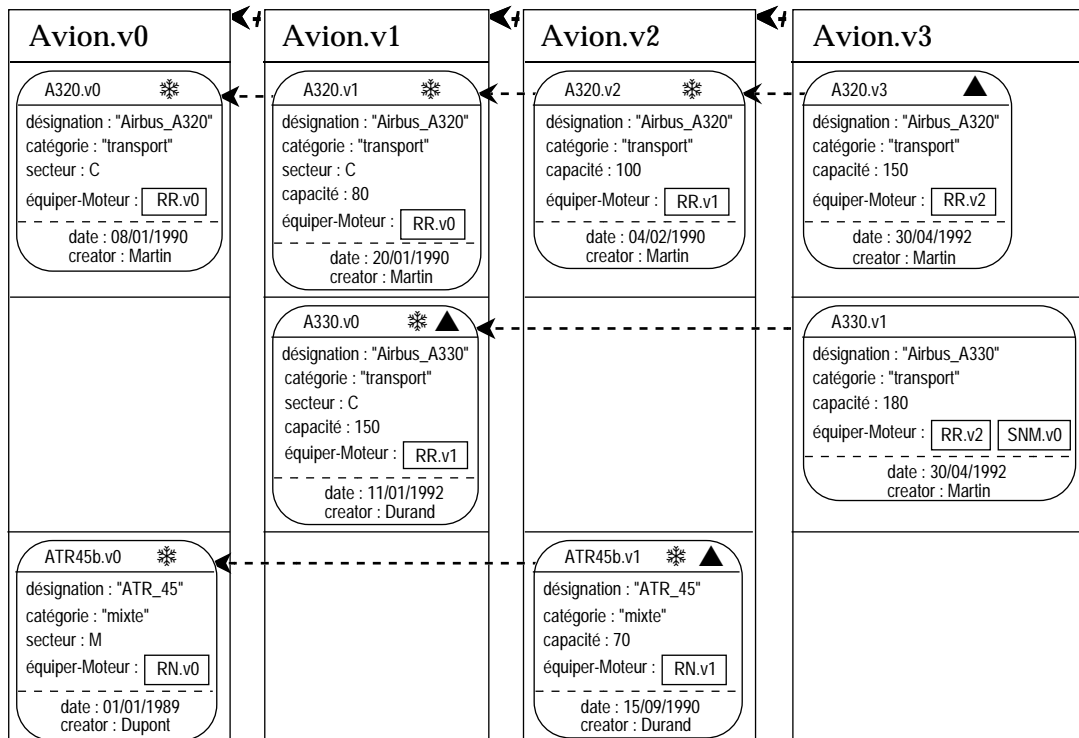 Avion.v0
Avion.v1
Avion.v2
Avion.v3
A320.v0
désignation : "Airbus_A320"
catégorie : "transport"
secteur : C
équiper-Moteur : RR.v0
date : 08/01/1990
creator : Martin
A320.v1
désignation : "Airbus_A320"
catégorie : "transport"
secteur : C
capacité : 80
équiper-Moteur : RR.v0
date : 20/01/1990
creator : Martin
A320.v2
désignation : "Airbus_A320"
catégorie : "transport"
capacité : 100
équiper-Moteur : RR.v1
date : 04/02/1990
creator : Martin
A320.v3
désignation : "Airbus_A320"
catégorie : "transport"
capacité : 150
équiper-Moteur : RR.v2
date : 30/04/1992
creator : Martin
A330.v0
désignation : "Airbus_A330"
catégorie : "transport"
secteur : C
capacité : 150
équiper-Moteur : RR.v1
date : 11/01/1992
creator : Durand
A330.v1
désignation : "Airbus_A330"
catégorie : "transport"
capacité : 180
équiper-Moteur : RR.v2 SNM.v0
date : 30/04/1992
creator : Martin
ATR45b.v0
désignation : "ATR_45"
catégorie : "mixte"
secteur : M
équiper-Moteur : RN.v0
date : 01/01/1989
creator : Dupont
ATR45b.v1
désignation : "ATR_45"
catégorie : "mixte"
capacité : 70
équiper-Moteur : RN.v1
date : 15/09/1990
creator : Durand